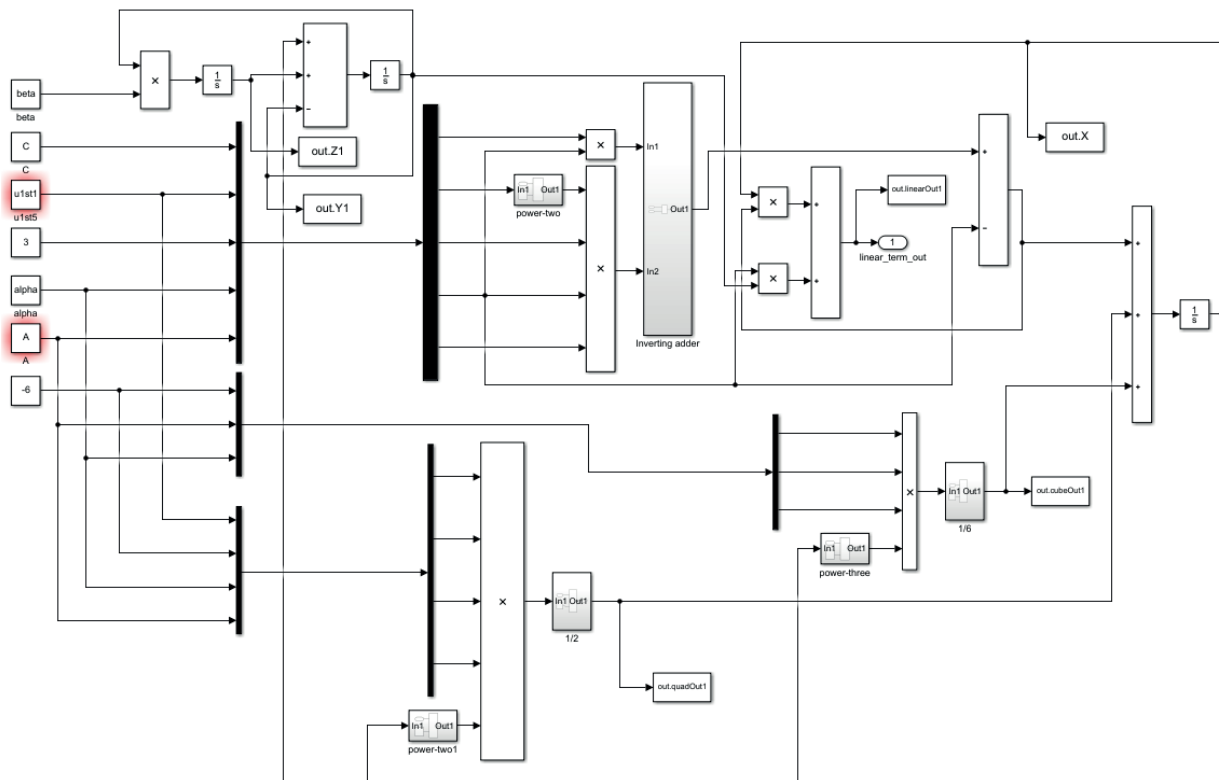 beta
beta
×
1
s
+
+
−
1
s
out.Z1
out.Y1
C
C
u1st1
u1st5
3
alpha
alpha
A
A
-6
×
In1 Out1
power-two
×
In1
Out1
In2
Inverting adder
×
×
+
+
out.linearOut1
1
linear_term_out
+
−
out.X
+
+
+
1
s
×
In1 Out1
power-three
In1 Out1
1/6
out.cubeOut1
×
In1 Out1
1/2
out.quadOut1
In1 Out1
power-two1